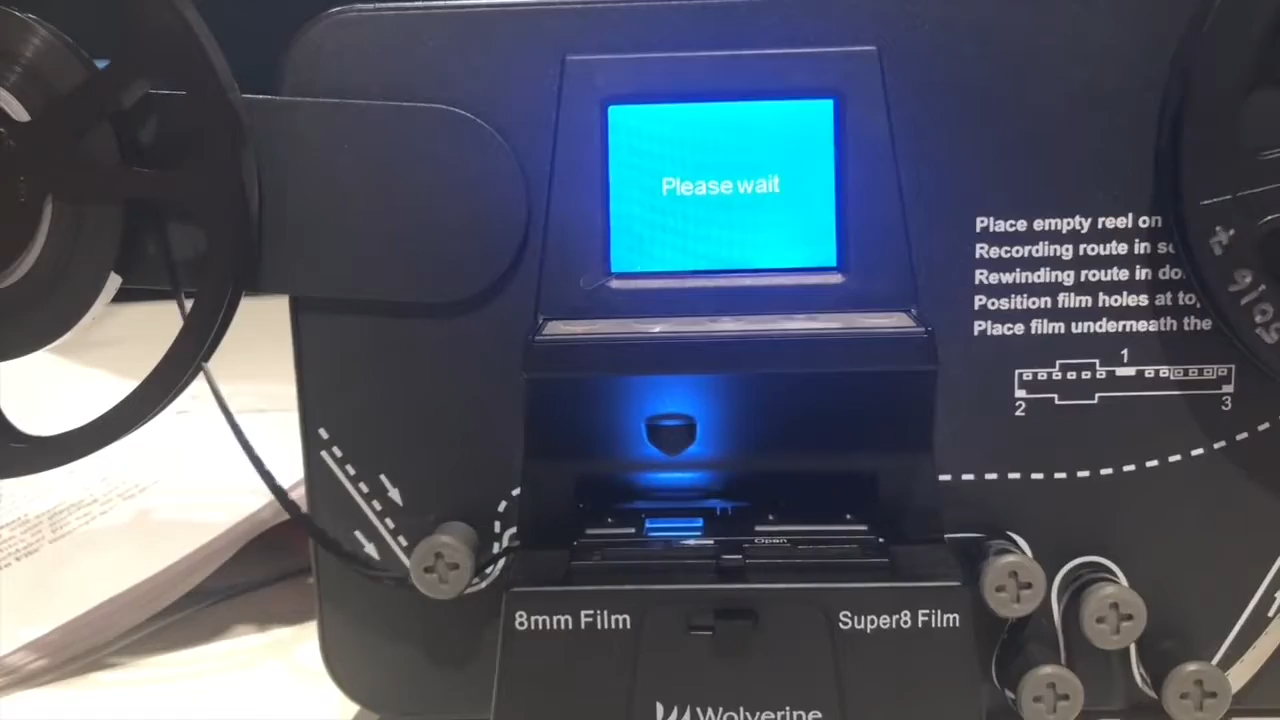 Please wait
Place empty reel on
Recording route in
Rewinding route in
Position film holes at
Place film underneath the
1
2
3
Open
8mm Film
Super8 Film
Wolverine
5016